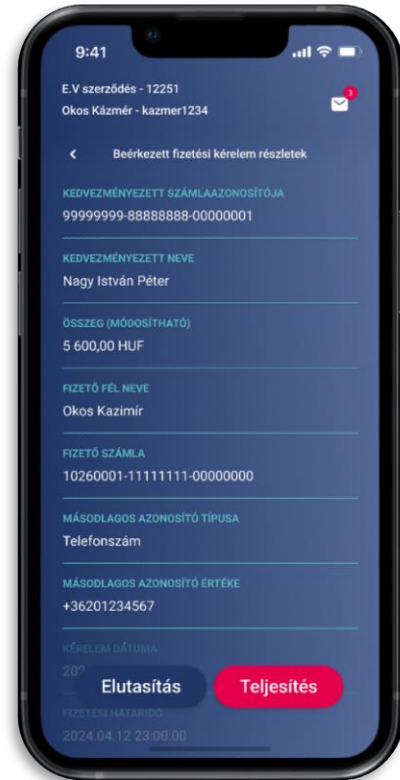 9:41
E.V szerződés - 12251
Okos Kázmér - kazmer1234
3
Beérkezett fizetési kérelem részletek
KEDVEZMÉNYEZETT SZÁMLAAZONOSÍTÓJA
99999999-88888888-00000001
KEDVEZMÉNYEZETT NEVE
Nagy István Péter
ÖSSZEG (MÓDOSÍTHATÓ)
5 600,00 HUF
FIZETŐ FÉL NEVE
Okos Kazimír
FIZETŐ SZÁMLA
10260001-11111111-00000000
MÁSODLAGOS AZONOSÍTÓ TÍPUSA
Telefonszám
MÁSODLAGOS AZONOSÍTÓ ÉRTÉKE
+36201234567
KÉRELEM DÁTUMA
Elutasítás Teljesítés
FIZETÉSI HATÁRIDŐ
2024.04.12 23:00:00